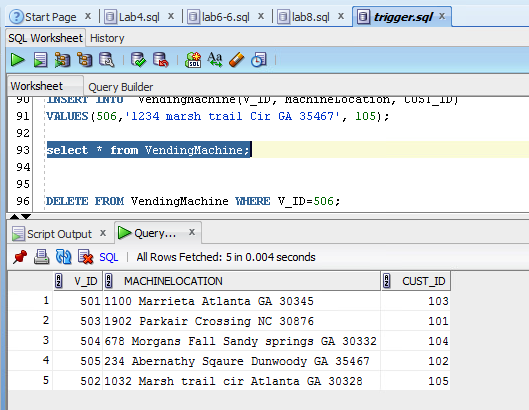 Start Page x Lab4.sql x lab6-6.sql x lab8.sql x trigger.sql x
SQL Worksheet History
Worksheet Query Builder
90 INSERT INTO VendingMachine(V_ID, MachineLocation, CUST_ID)
91 VALUES(506,'1234 marsh trail Cir GA 35467', 105);
92
93 select * from VendingMachine;
94
95
96 DELETE FROM VendingMachine WHERE V_ID=506;
Script Output x Query... x
SQL | All Rows Fetched: 5 in 0.004 seconds
V_ID MACHINELOCATION CUST_ID
1 501 1100 Marrieta Atlanta GA 30345 103
2 503 1902 Parkair Crossing NC 30876 101
3 504 678 Morgans Fall Sandy springs GA 30332 104
4 505 234 Abernathy Sqaure Dunwoody GA 35467 102
5 502 1032 Marsh trail cir Atlanta GA 30328 105